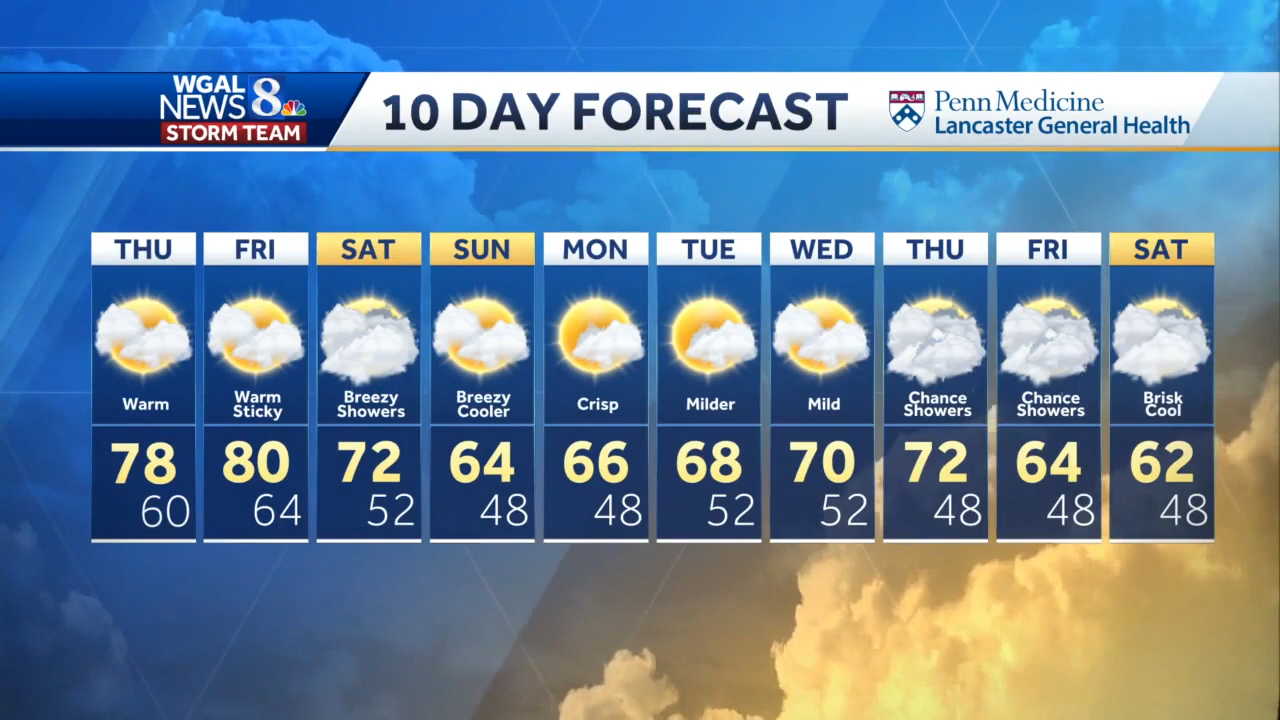 WGAL
NEWS 8
STORM TEAM
10 DAY FORECAST
Penn Medicine
Lancaster General Health
THU FRI SAT SUN MON TUE WED THU FRI SAT
Warm
Warm
Sticky
Breezy
Showers
Breezy
Cooler
Crisp
Milder
Mild
Chance
Showers
Chance
Showers
Brisk
Cool
78 80 72 64 66 68 70 72 64 62
60 64 52 48 48 52 52 48 48 48